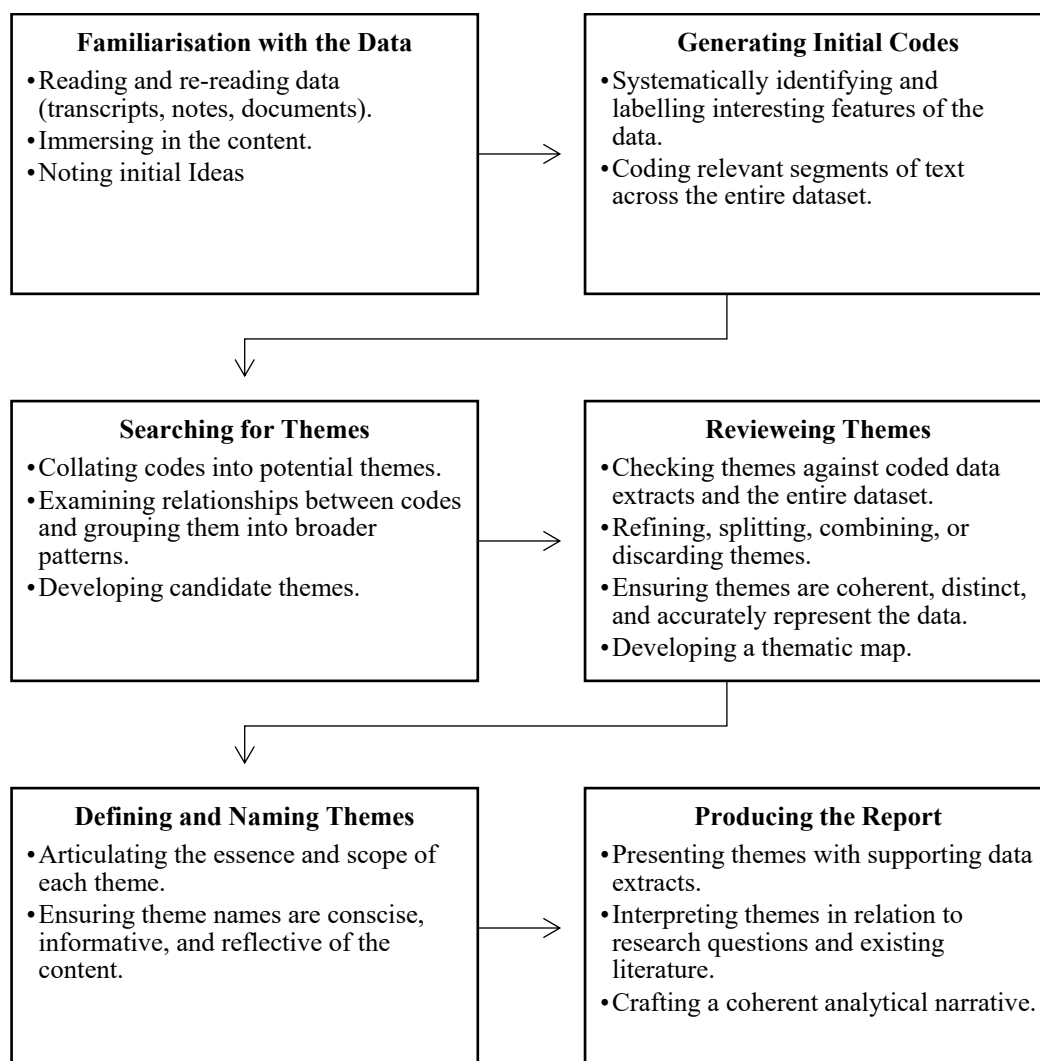 Familiarisation with the Data
•Reading and re-reading data
(transcripts, notes, documents).
•Immersing in the content.
•Noting initial Ideas
Generating Initial Codes
•Systematically identifying and
labelling interesting features of the
data.
•Coding relevant segments of text
across the entire dataset.
Searching for Themes
•Collating codes into potential themes.
•Examining relationships between codes
and grouping them into broader
patterns.
•Developing candidate themes.
Revieweing Themes
•Checking themes against coded data
extracts and the entire dataset.
•Refining, splitting, combining, or
discarding themes.
•Ensuring themes are coherent, distinct,
and accurately represent the data.
•Developing a thematic map.
Defining and Naming Themes
•Articulating the essence and scope of
each theme.
•Ensuring theme names are conscise,
informative, and reflective of the
content.
Producing the Report
•Presenting themes with supporting data
extracts.
•Interpreting themes in relation to
research questions and existing
literature.
•Crafting a coherent analytical narrative.